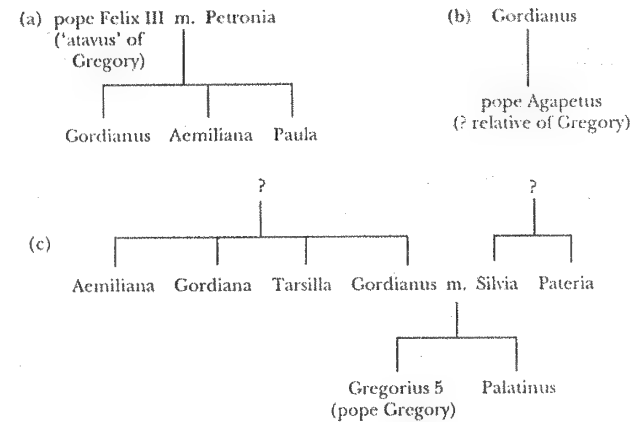 (a) pope Felix III m. Petronia
('atavus' of
Gregory)
Gordianus Aemiliana Paula
(b) Gordianus
pope Agapetus
(? relative of Gregory)
(c)
? ?
Aemiliana Gordiana Tarsilla Gordianus m. Silvia Pateria
Gregorius 5 Palatinus
(pope Gregory)